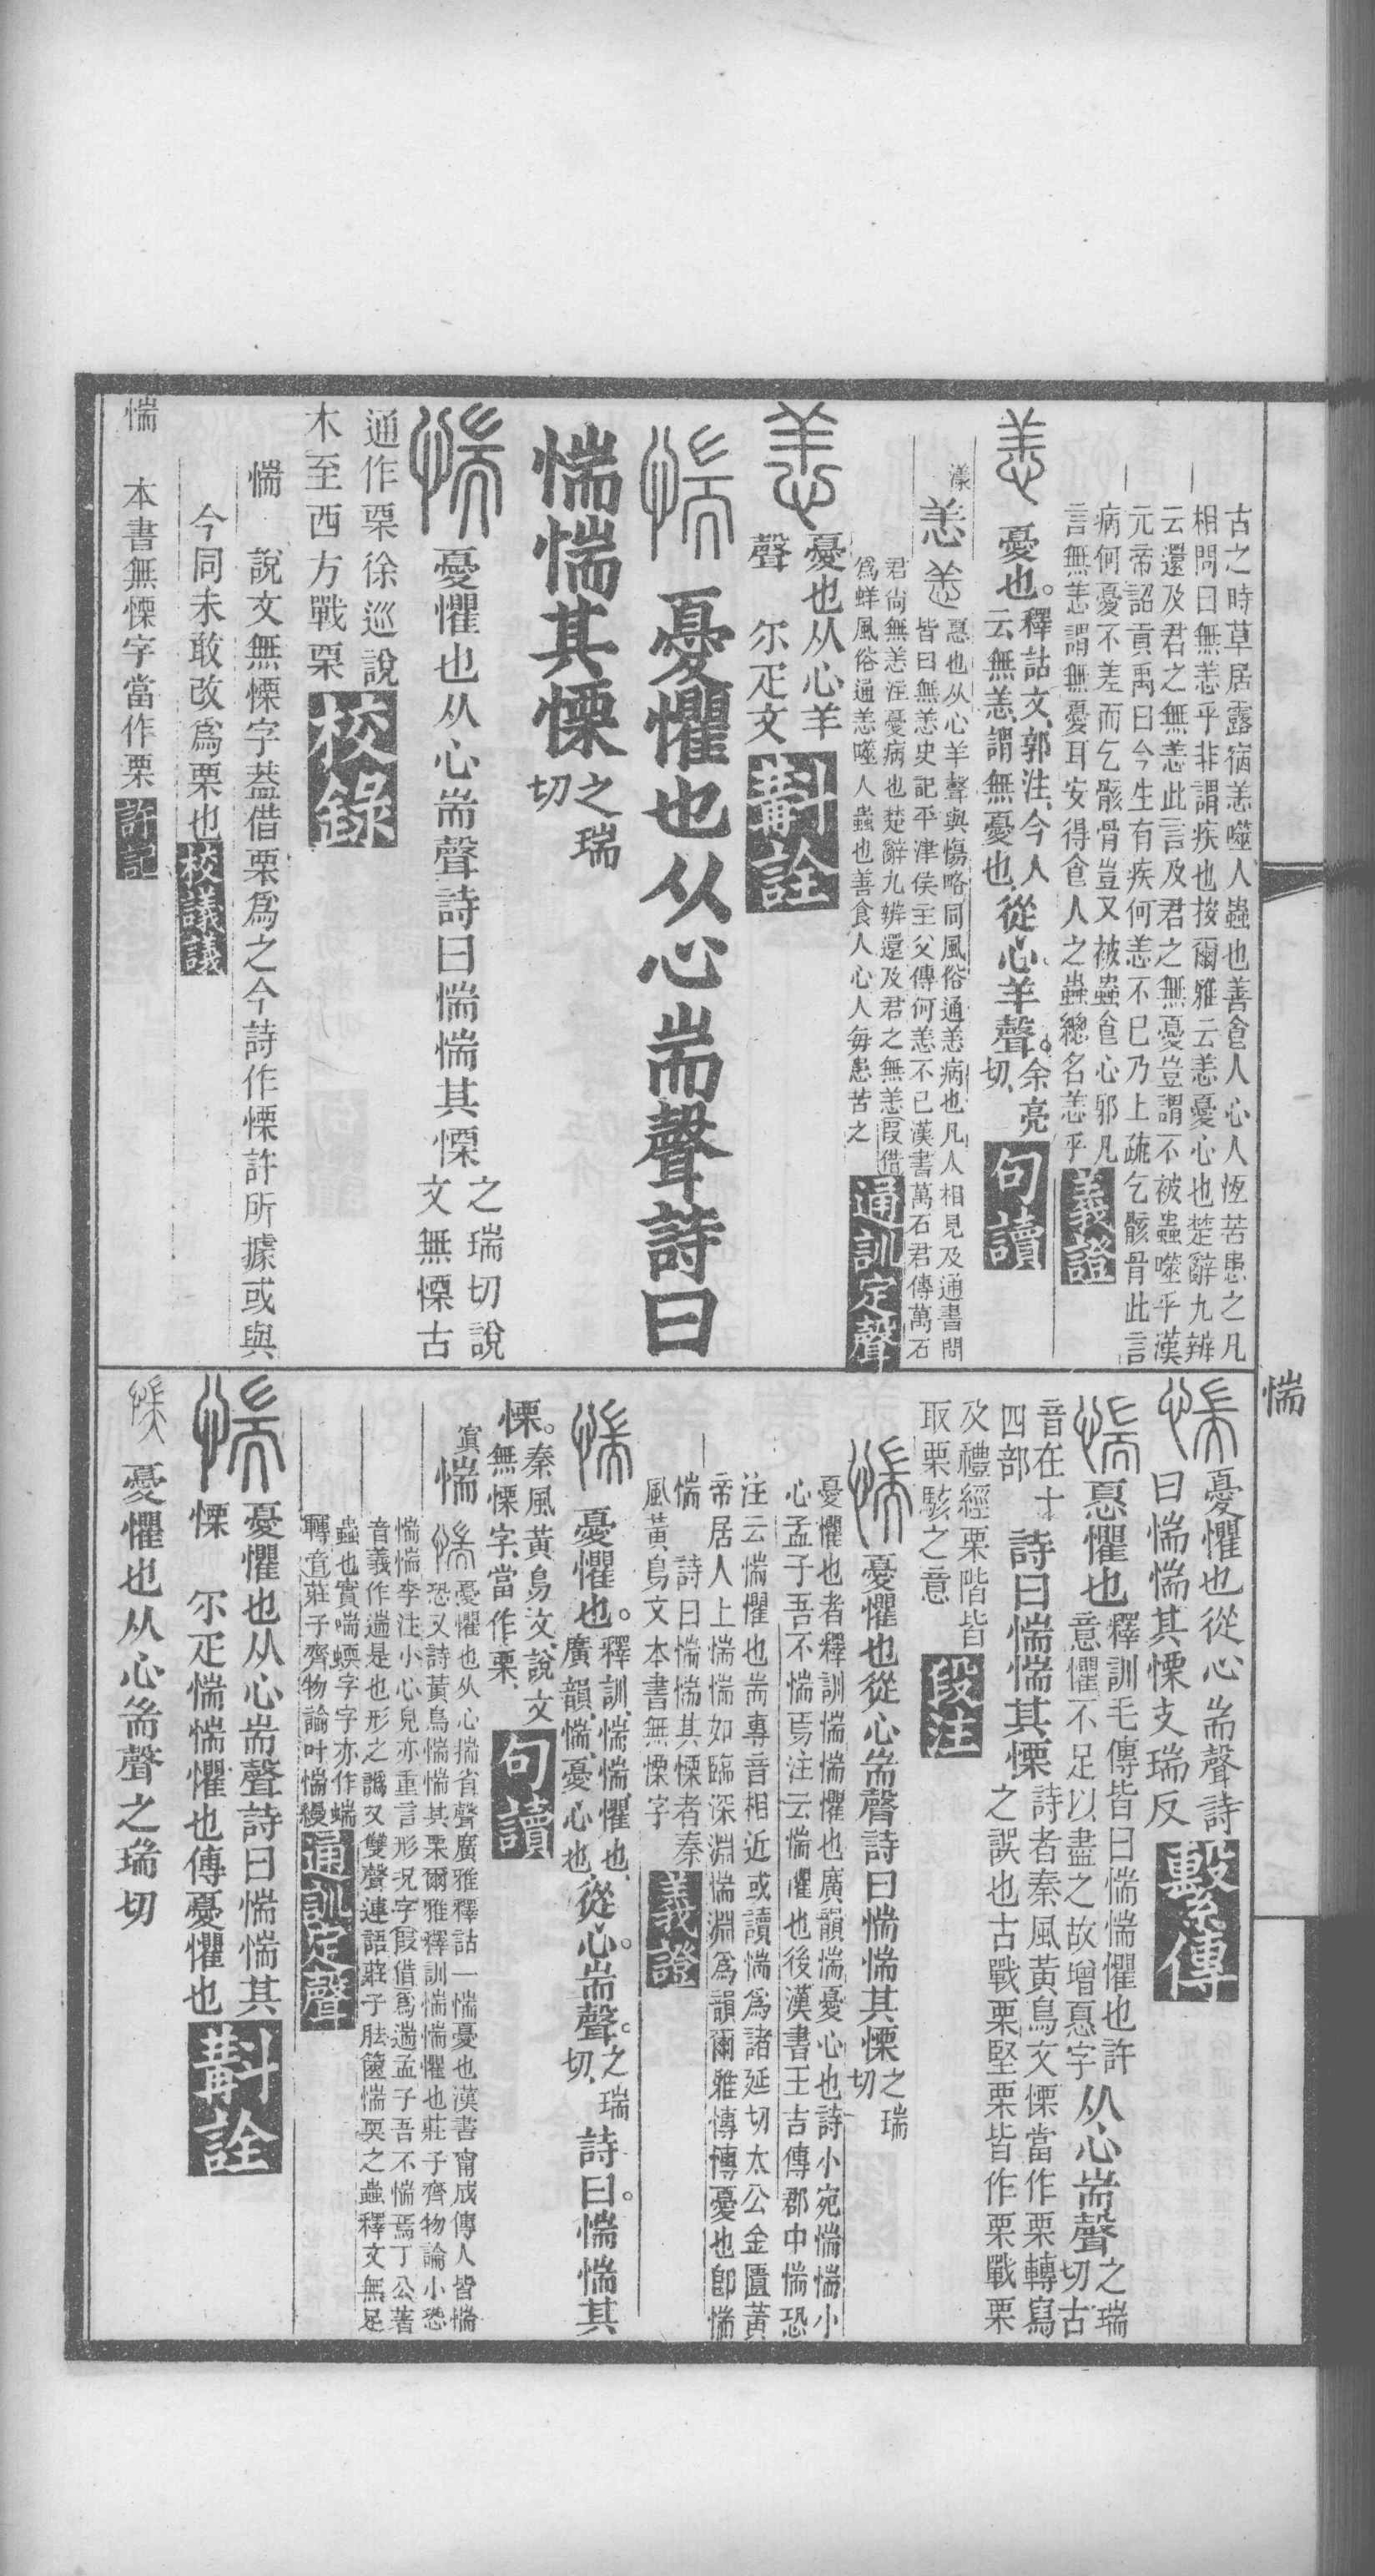 古之時草居露宿恙噬人蟲也善食人心人恆苦患之凡
相問曰無恙乎非謂疾也按爾雅云恙憂心也楚辭九辨
云還及君之無恙此言及君之無憂豈謂不被蟲噬乎漢
元帝詔貢禹曰今生有疾何恙不已乃上疏乞骸骨此言
病何憂不差而乞骸骨豈又被蟲食心邪凡
言無恙謂無憂耳安得食人之蟲總名恙乎義證
恙 憂也。釋詁文、郭注、今人
云無恙、謂無憂也、從心、羊聲。余亮
切、句讀
漾
恙 恙 惪也从心羊聲與慯略同風俗通恙病也凡人相見及通書問
皆曰無恙史記平津侯主父傳何恙不已漢書萬石君傳萬石
君尙無恙注憂病也楚辭九辨還及君之無恙假借
爲蛘風俗通恙噬人蟲也善食人心人每患苦之通訓定聲
恙 憂也从心羊
聲 尔疋文斠詮
惴 憂懼也从心耑聲詩曰
惴惴其慄之瑞
切
惴 憂懼也从心耑聲詩曰惴惴其慄之瑞切說
文無慄古
通作㮚徐巡說
木至西方戰㮚校錄
惴 說文無慄字葢借栗爲之今詩作慄許所據或與
今同未敢改爲栗也校議議
惴 本書無慄字當作栗許記
惴
惴 憂懼也從心耑聲詩
曰惴惴其慄支瑞反繫傳
惴 惪懼也釋訓毛傳皆曰惴惴懼也許
意懼不足以盡之故增惪字从心耑聲之瑞
切古
音在十
四部詩曰惴惴其慄詩者秦風黃鳥文慄當作栗轉寫
之誤也古戰栗堅栗皆作栗戰栗
及禮經栗階皆
取栗駭之意段注
惴 憂懼也從心耑聲詩曰惴惴其慄之瑞
切
憂懼也者釋訓惴惴懼也廣韻惴憂心也詩小宛惴惴小
心孟子吾不惴焉注云惴懼也後漢書王吉傳郡中惴恐
注云惴懼也耑專音相近或讀惴爲諸延切太公金匱黃
帝居人上惴惴如臨深淵惴淵爲韻爾雅慱慱憂也卽惴
惴 詩曰惴惴其慄者秦
風黃鳥文本書無慄字義證
惴 憂懼也。釋訓、惴惴、懼也、
廣韻、惴、憂心也、從心。耑聲。之瑞
切、詩曰。惴惴其
慄。秦風黃鳥文、說文
無慄字、當作㮚、句讀
寘
惴 惴 憂懼也从心揣省聲廣雅釋詁一惴憂也漢書甯成傳人皆惴
恐又詩黃鳥惴惴其栗爾雅釋訓惴惴懼也莊子齊物論小恐
惴惴李注小心皃亦重言形況字假借爲遄孟子吾不惴焉丁公著
音義作遄是也形之譌又雙聲連語莊子胠篋惴耎之蟲釋文無足
蟲也實喘蝡字字亦作蝡
轉音莊子齊物論叶惴縵通訓定聲
惴 憂懼也从心耑聲詩曰惴惴其
慄 尔疋惴惴懼也傳憂懼也斠詮
惴 憂懼也从心耑聲之瑞切